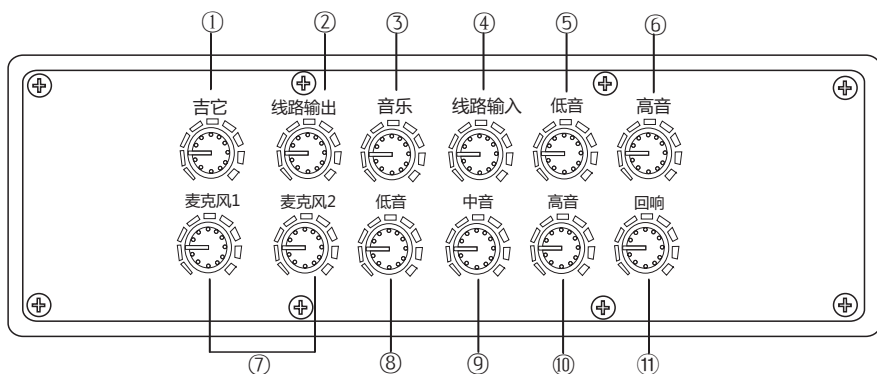 ① ② ③ ④ ⑤ ⑥
吉它 线路输出 音乐 线路输入 低音 高音
麦克风1 麦克风2 低音 中音 高音 回响
⑦ ⑧ ⑨ ⑩ ⑪